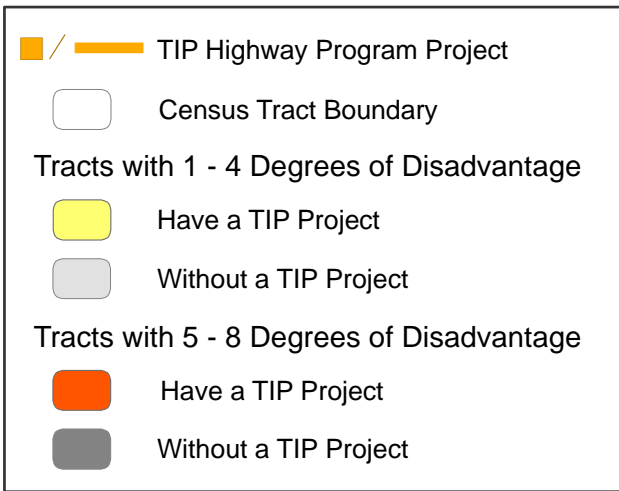 TIP Highway Program Project
Census Tract Boundary
Tracts with 1 - 4 Degrees of Disadvantage
Have a TIP Project
Without a TIP Project
Tracts with 5 - 8 Degrees of Disadvantage
Have a TIP Project
Without a TIP Project